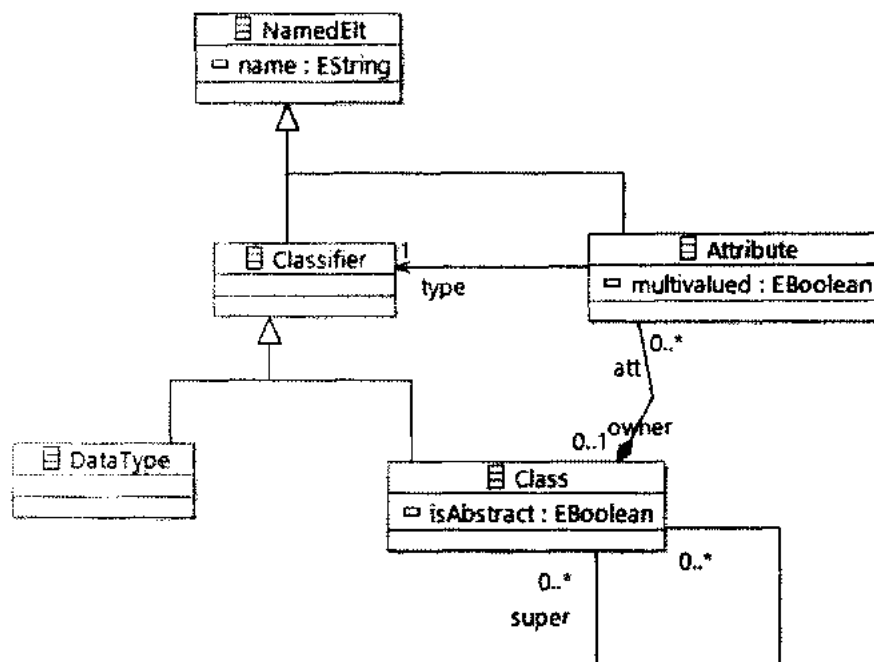 NamedElt
name : EString
Classifier
1
type
Attribute
multivalued : EBoolean
0..*
att
owner
0..1
DataType
Class
isAbstract : EBoolean
0..*
super
0..*